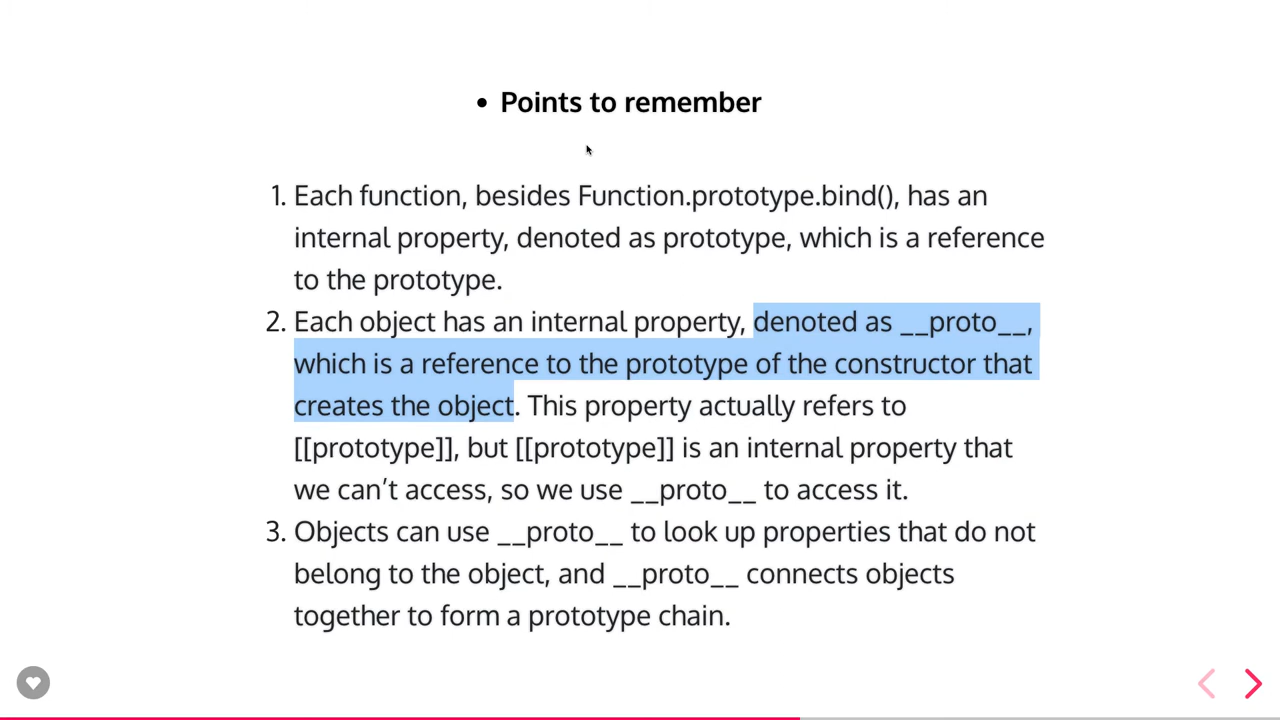 • Points to remember
1. Each function, besides Function.prototype.bind(), has an
internal property, denoted as prototype, which is a reference
to the prototype.
2. Each object has an internal property, denoted as __proto__,
which is a reference to the prototype of the constructor that
creates the object. This property actually refers to
[[prototype]], but [[prototype]] is an internal property that
we can’t access, so we use __proto__ to access it.
3. Objects can use __proto__ to look up properties that do not
belong to the object, and __proto__ connects objects
together to form a prototype chain.